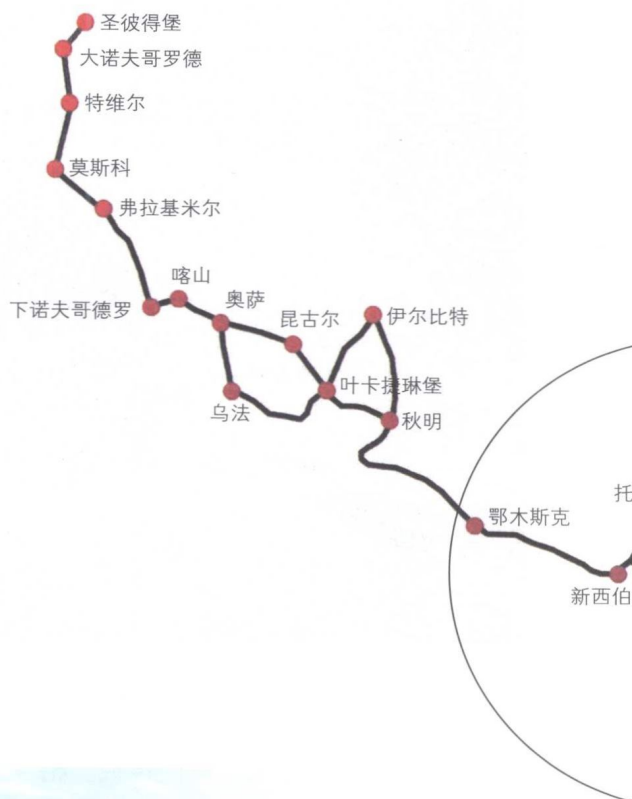 圣彼得堡
大诺夫哥罗德
特维尔
莫斯科
弗拉基米尔
喀山
下诺夫哥德罗
奥萨
昆古尔
伊尔比特
叶卡捷琳堡
乌法
秋明
托
鄂木斯克
新西伯